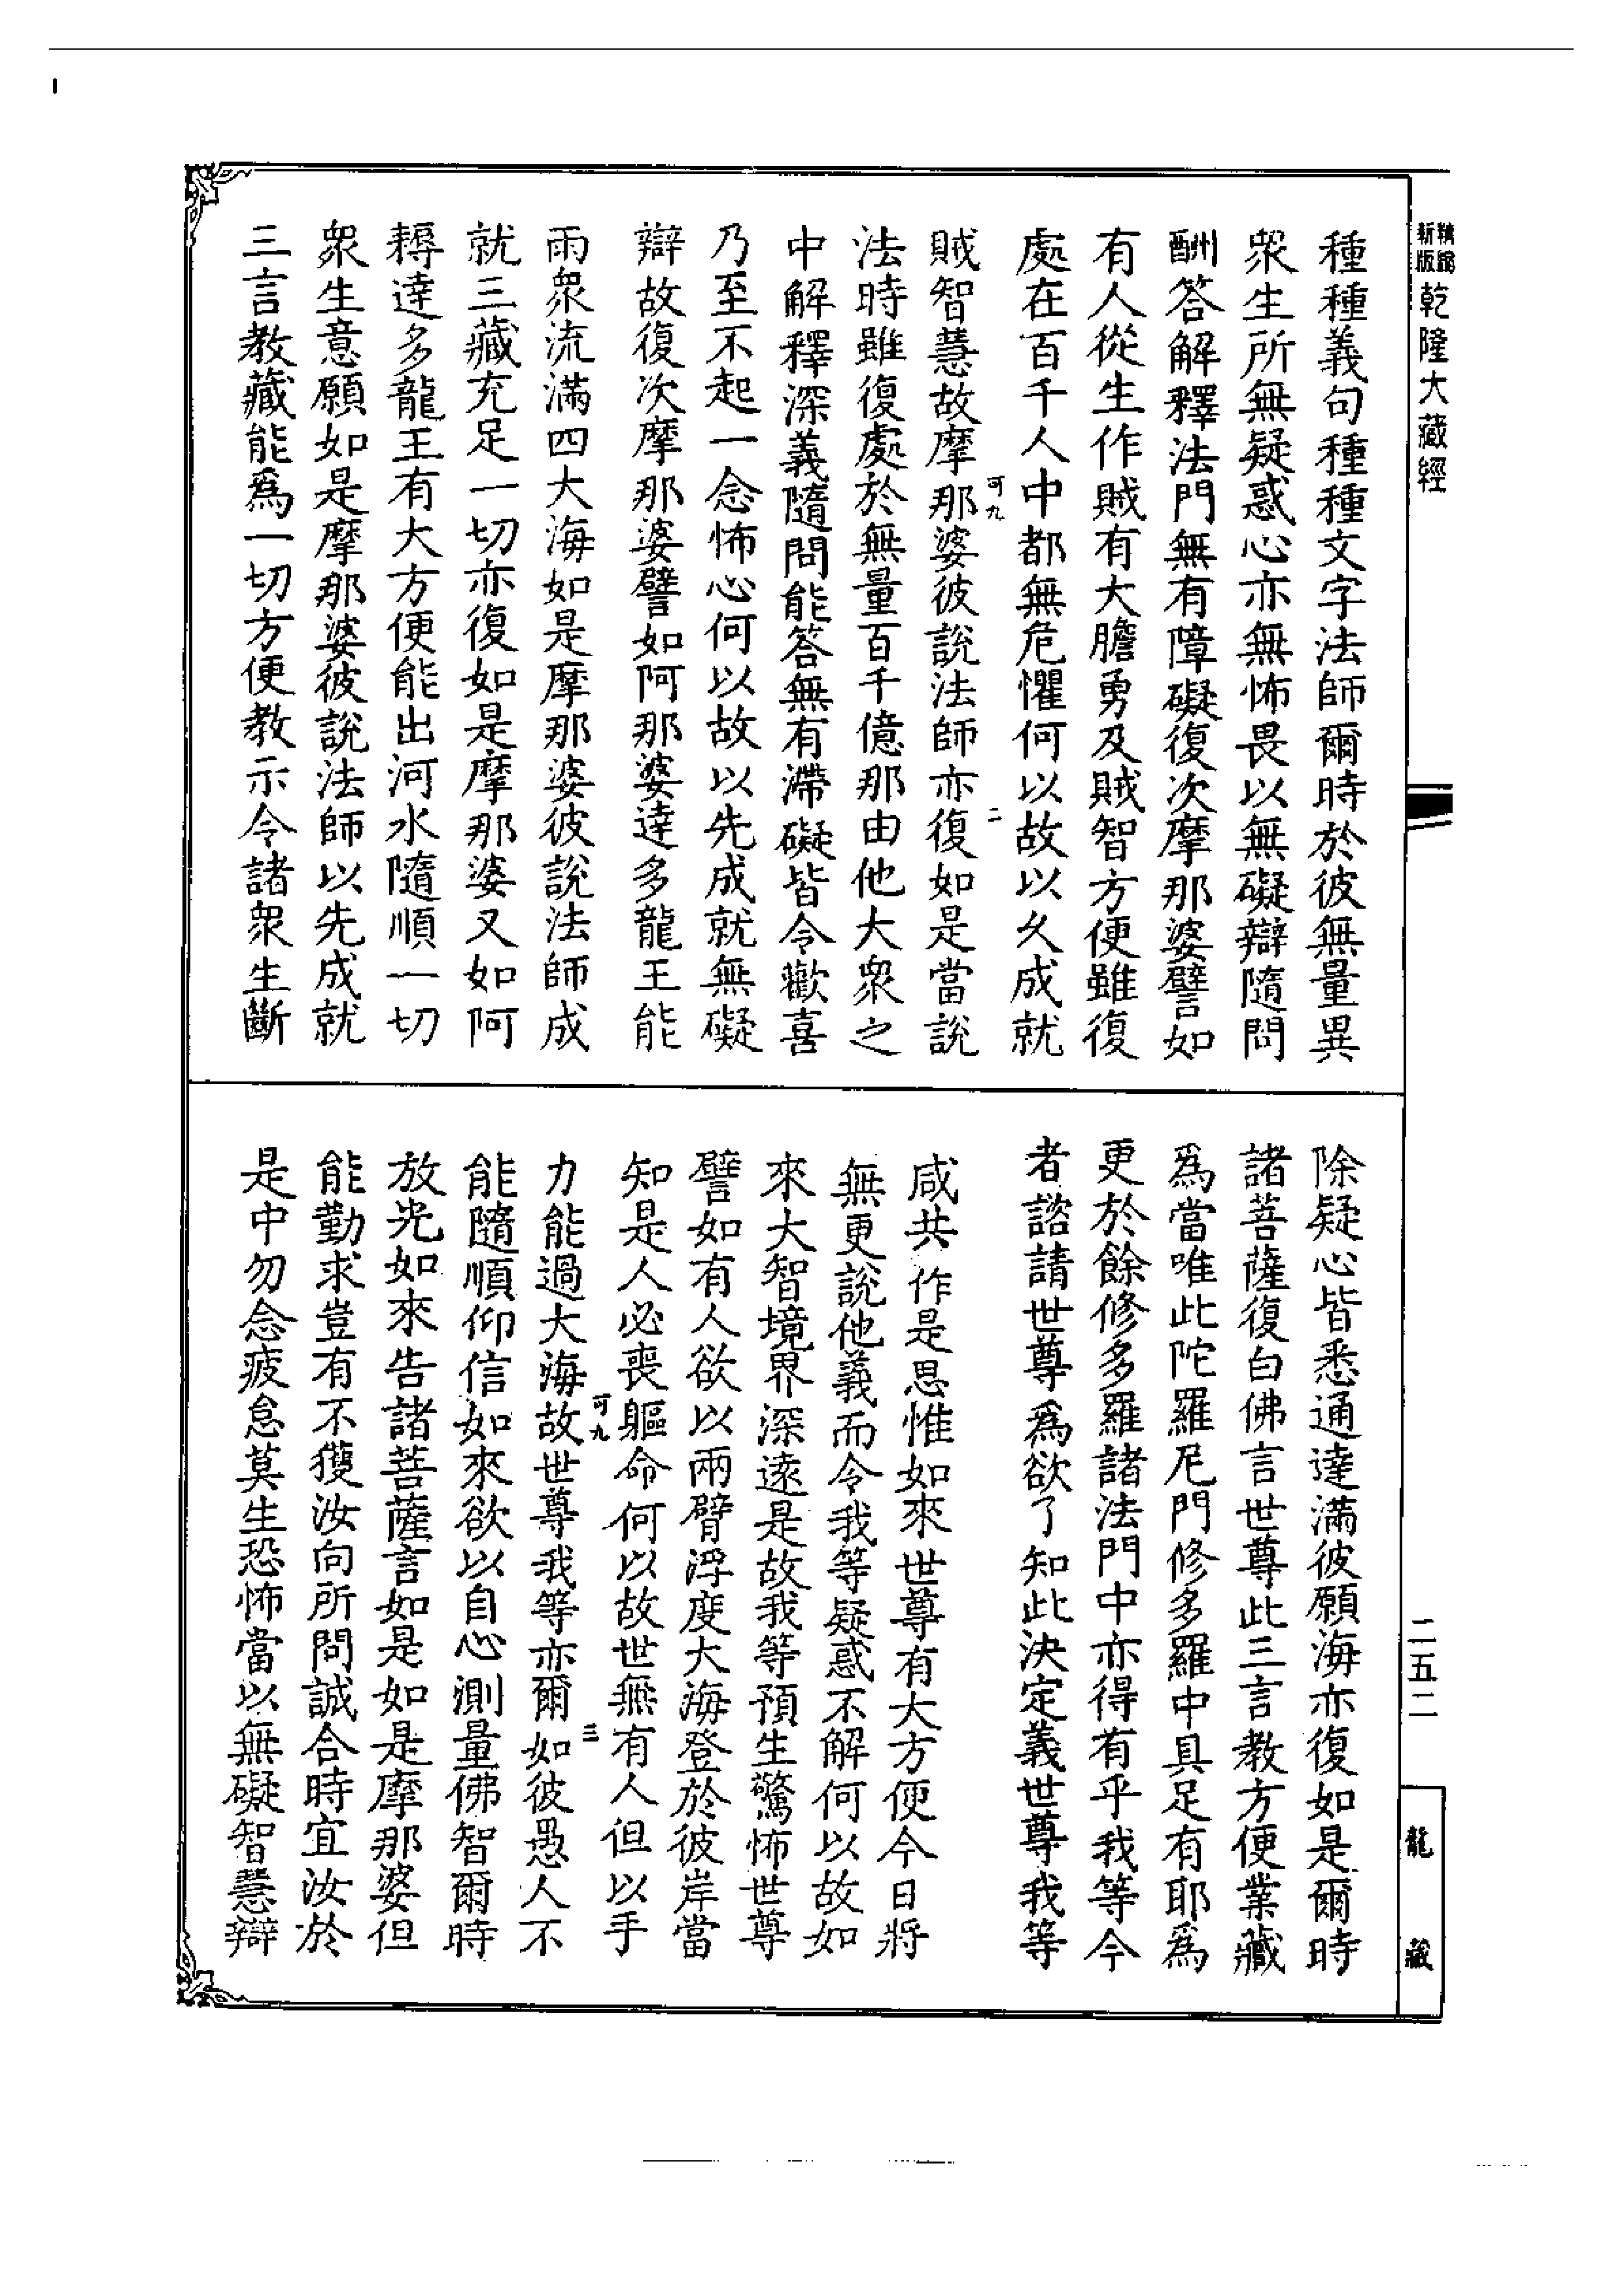 新版
乾隆大藏經
種種義句種種文字法師爾時於彼無量異
衆生所無疑惑心亦無怖畏以無礙辯隨問
酬答解釋法門無有障礙復次摩那婆譬如
有人從生作賊有大膽勇及賊智方便雖復
處在百千人中都無危懼何以故以久成就
可九
二
賊智慧故摩那婆彼說法師亦復如是當說
法時雖復處於無量百千億那由他大衆之
中解釋深義隨問能答無有滯礙皆令歡喜
乃至不起一念怖心何以故以先成就無礙
辯故復次摩那婆譬如阿那婆達多龍王能
雨衆流滿四大海如是摩那婆彼說法師成
就三藏充足一切亦復如是摩那婆又如阿
耨達多龍王有大方便能出河水隨順一切
衆生意願如是摩那婆彼說法師以先成就
三言教藏能爲一切方便教示令諸衆生斷
除疑心皆悉通達滿彼願海亦復如是爾時
諸菩薩復白佛言世尊此三言教方便業藏
爲當唯此陀羅尼門修多羅中具足有耶爲
更於餘修多羅諸法門中亦得有乎我等今
者諮請世尊爲欲了知此決定義世尊我等
咸共作是思惟如來世尊有大方便今日將
無更說他義而令我等疑惑不解何以故如
來大智境界深遠是故我等預生驚怖世尊
譬如有人欲以兩臂浮度大海登於彼岸當
知是人必喪軀命何以故世無有人但以手
可九
三
力能過大海故世尊我等亦爾如彼愚人不
能隨順仰信如來欲以自心測量佛智爾時
放光如來告諸菩薩言如是如是摩那婆但
能勤求豈有不獲汝向所問誠合時宜汝於
是中勿念疲怠莫生恐怖當以無礙智慧辯
二五二
龍藏